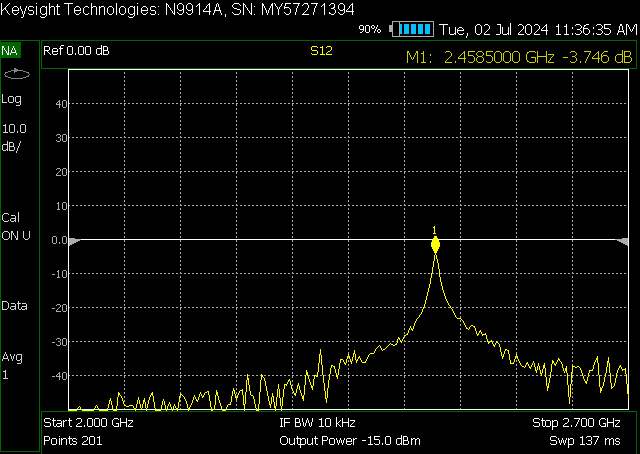 Keysight Technologies: N9914A, SN: MY57271394
90% Tue, 02 Jul 2024 11:36:35 AM
NA Ref 0.00 dB S12 M1: 2.4585000 GHz -3.746 dB
Log
10.0
dB/
Cal
ON U
Data
Avg
1
40
30
20
10
0.0
-10
-20
-30
-40
1
Start 2.000 GHz IF BW 10 kHz Stop 2.700 GHz
Points 201 Output Power -15.0 dBm Swp 137 ms